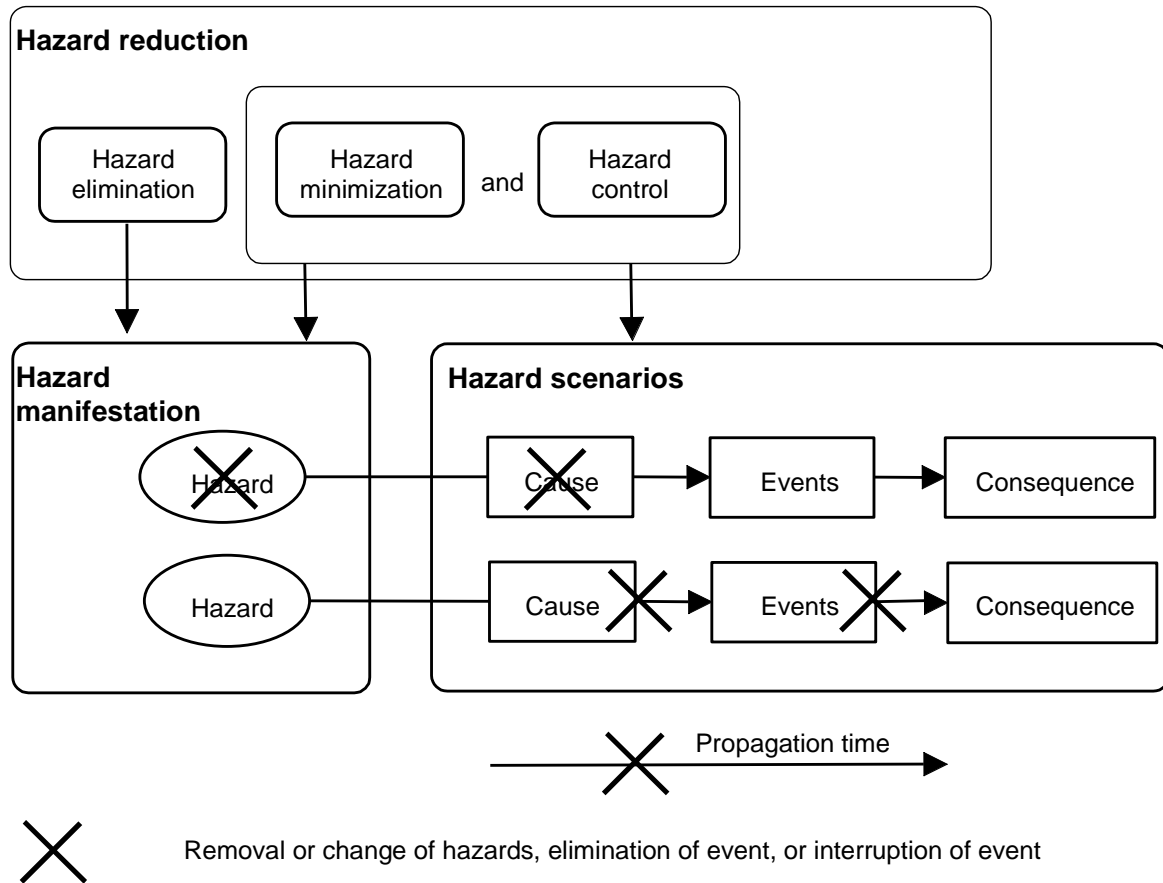 Hazard reduction
Hazard
elimination
Hazard
minimization
and
Hazard
control
Hazard
manifestation
Hazard scenarios
Hazard
Cause
Events
Consequence
Hazard
Cause
Events
Consequence
Propagation time
Removal or change of hazards, elimination of event, or interruption of event